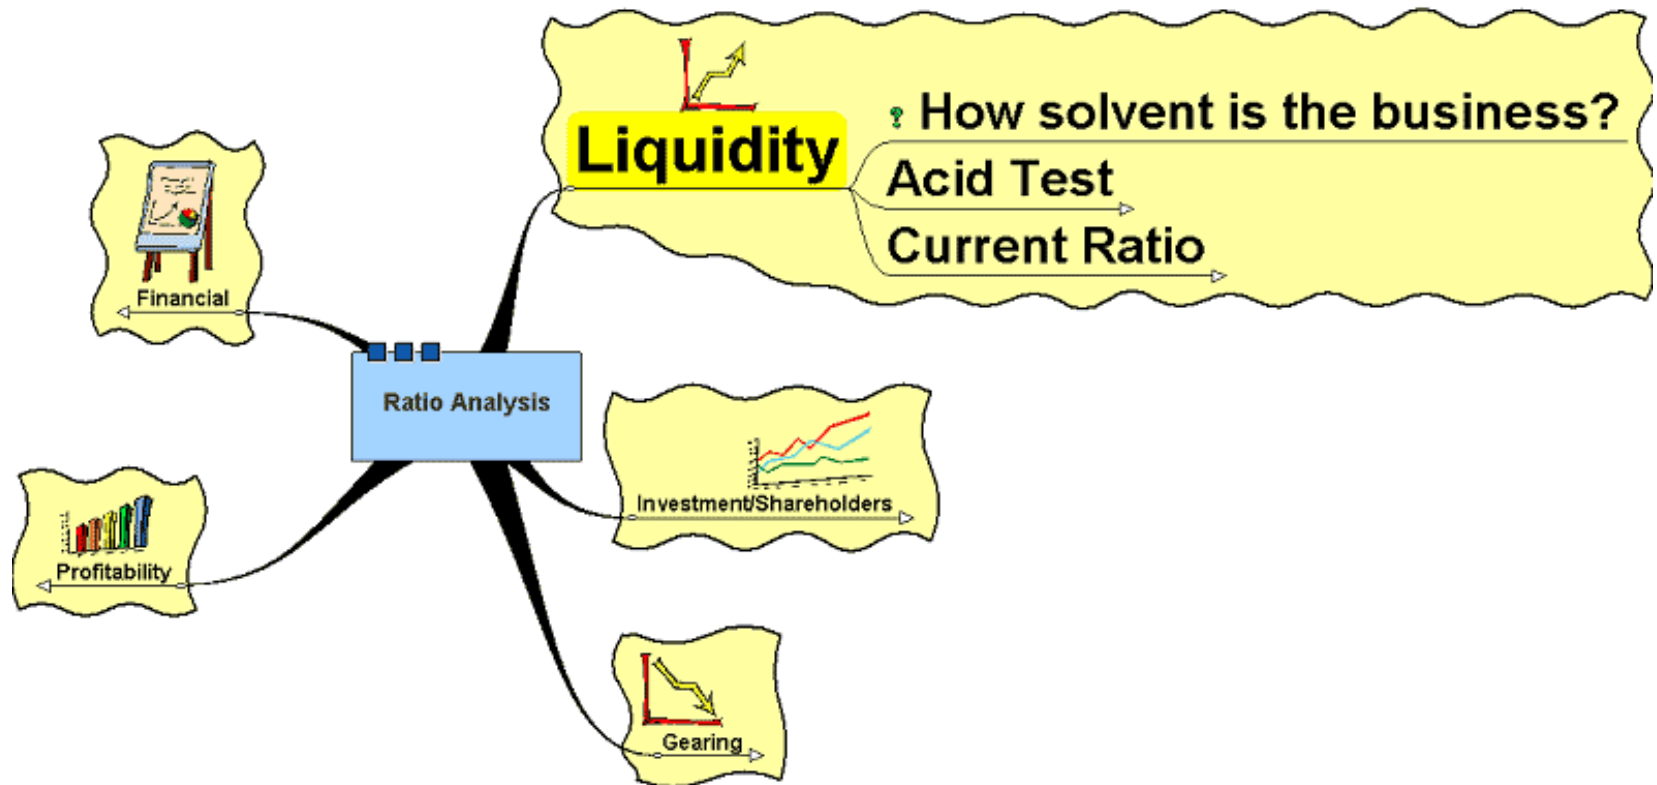 Liquidity
? How solvent is the business?
Acid Test
Current Ratio
Financial
Ratio Analysis
Investment/Shareholders
Profitability
Gearing